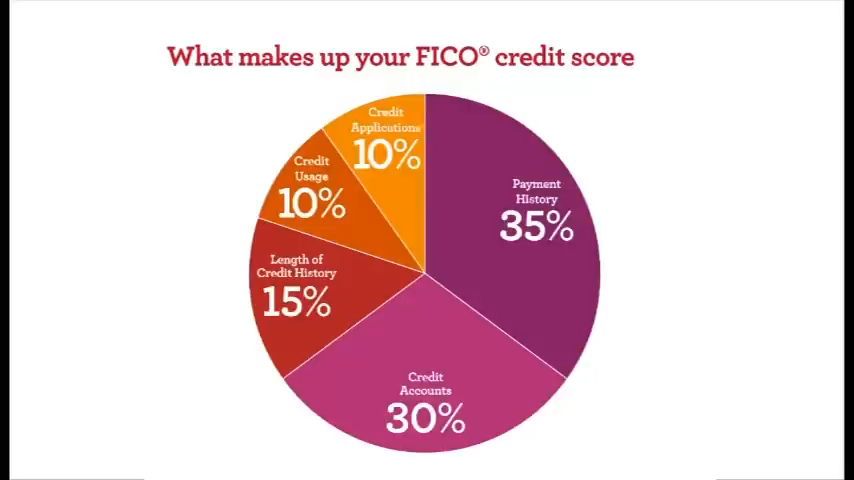 What makes up your FICO® credit score
Credit
Applications
10%
Credit
Usage
10%
Payment
History
35%
Length of
Credit History
15%
Credit
Accounts
30%